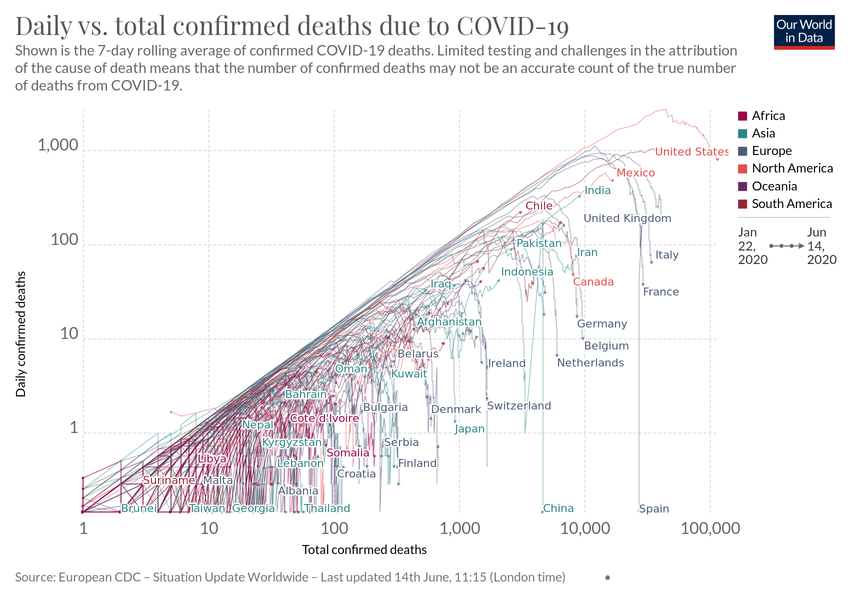 Daily vs. total confirmed deaths due to COVID-19
Our World
in Data
Shown is the 7-day rolling average of confirmed COVID-19 deaths. Limited testing and challenges in the attribution
of the cause of death means that the number of confirmed deaths may not be an accurate count of the true number
of deaths from COVID-19.
Africa
Asia
Europe
North America
Oceania
South America
Jan
22,
2020
Jun
14,
2020
Daily confirmed deaths
1,000
100
10
1
United States
Mexico
India
Chile
United Kingdom
Pakistan
Iran
Italy
Indonesia
Canada
Iraq
France
Afghanistan
Germany
Belgium
Belarus
Ireland
Netherlands
Oman
Kuwait
Bahrain
Bulgaria
Denmark
Switzerland
Cote d'Ivoire
Nepal
Japan
Kyrgyzstan
Serbia
Somalia
Libya
Lebanon
Finland
Croatia
Suriname
Malta
Albania
Brunei
Taiwan
Georgia
Thailand
China
Spain
1
10
100
1,000
10,000
100,000
Total confirmed deaths
Source: European CDC – Situation Update Worldwide – Last updated 14th June, 11:15 (London time)